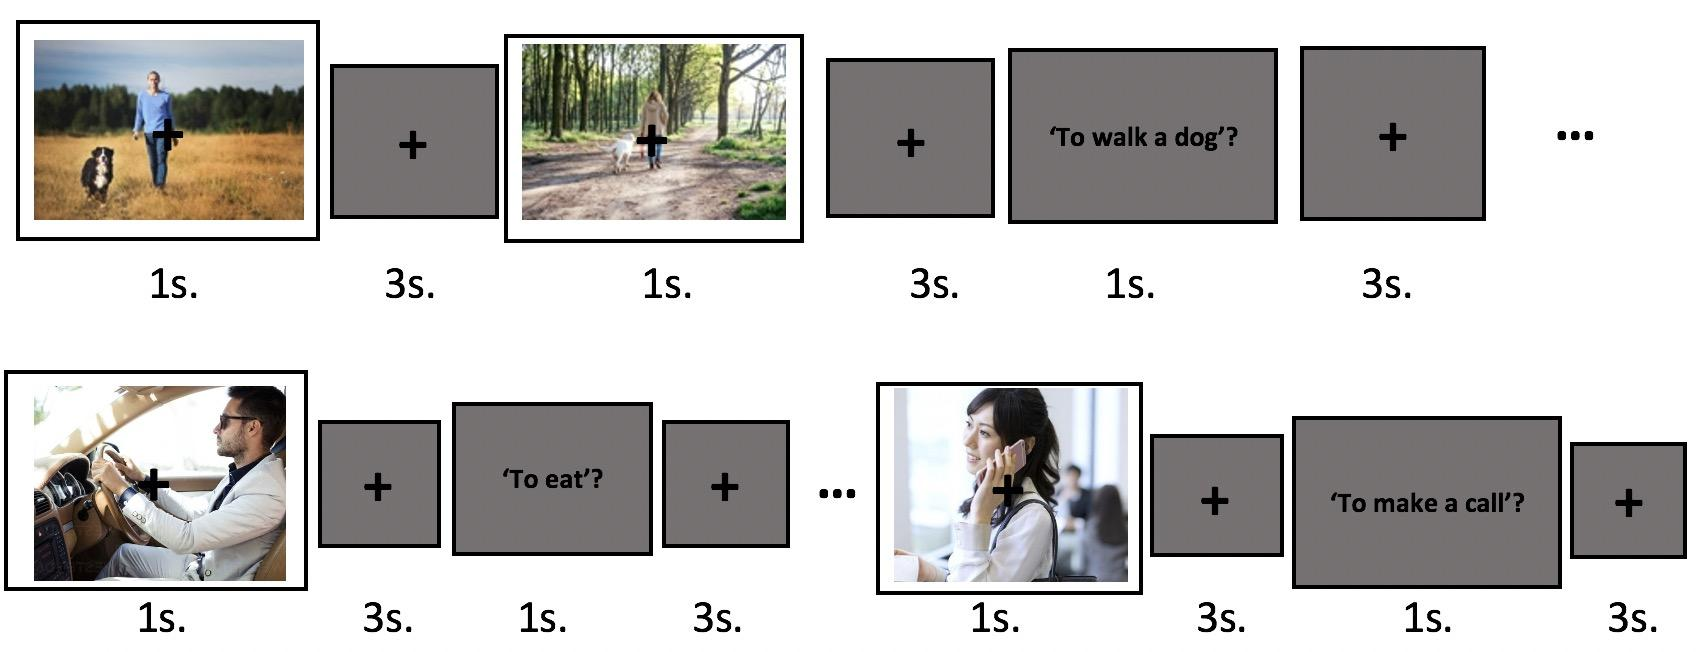 ‘To walk a dog’?
...
1s. 3s. 1s. 3s. 1s. 3s.
‘To eat’?
...
‘To make a call’?
1s. 3s. 1s. 3s. 1s. 3s. 1s. 3s.